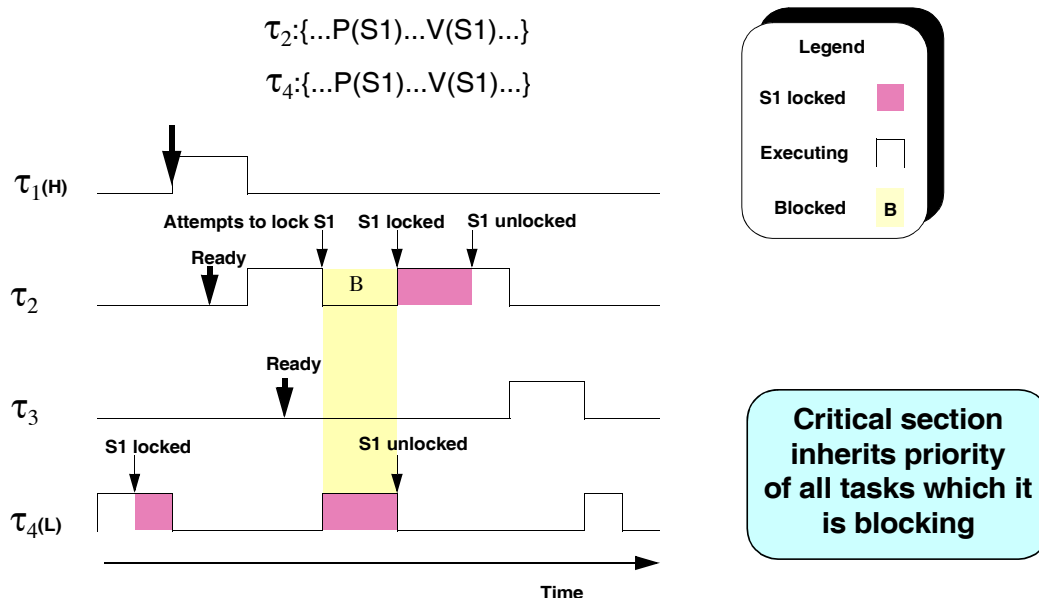 τ2:{...P(S1)...V(S1)...}
τ4:{...P(S1)...V(S1)...}
Legend
S1 locked
Executing
Blocked B
τ1(H)
Attempts to lock S1 S1 locked S1 unlocked
Ready
B
τ2
Ready
τ3
S1 locked S1 unlocked
τ4(L)
Time
Critical section
inherits priority
of all tasks which it
is blocking